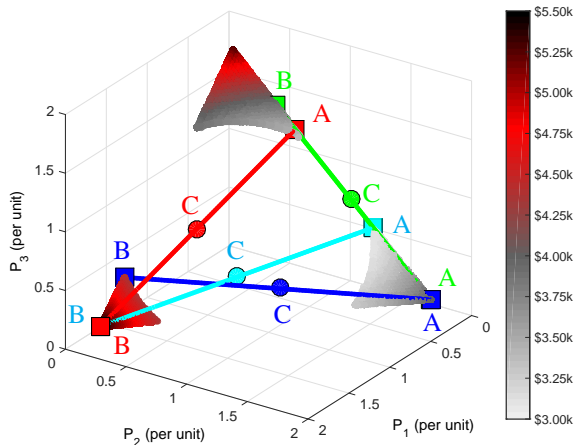 $5.50k
$5.25k
$5.00k
$4.75k
$4.50k
$4.25k
$4.00k
$3.75k
$3.50k
$3.25k
$3.00k
2
1.5
1
0.5
0
P3 (per unit)
0
0.5
1
1.5
2
P2 (per unit)
0
0.5
1
1.5
2
P1 (per unit)
B
A
C
C
A
B
C
A
C
A
B
B